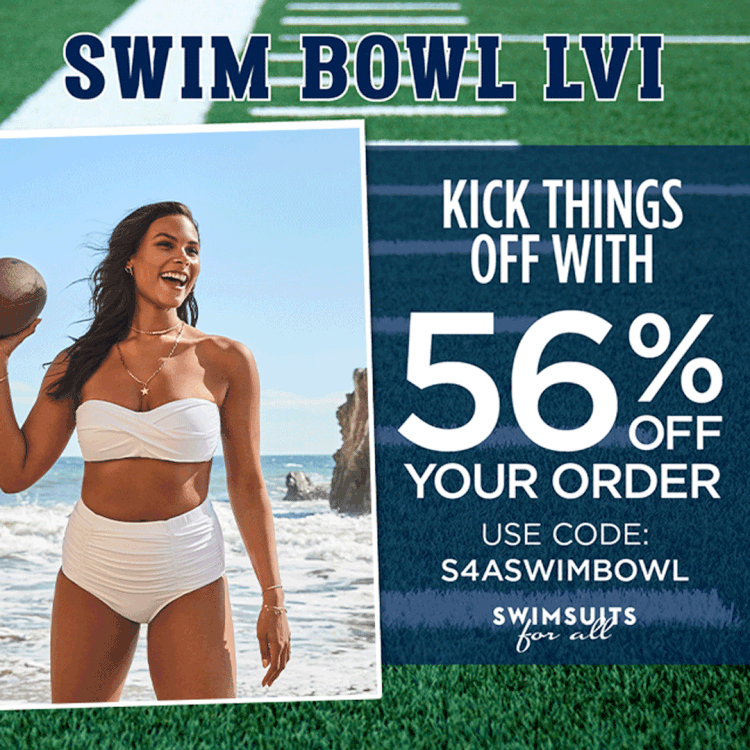 SWIM BOWL LVI
KICK THINGS
OFF WITH
56%
OFF
YOUR ORDER
USE CODE:
S4ASWIMBOWL
SWIMSUITS
for all